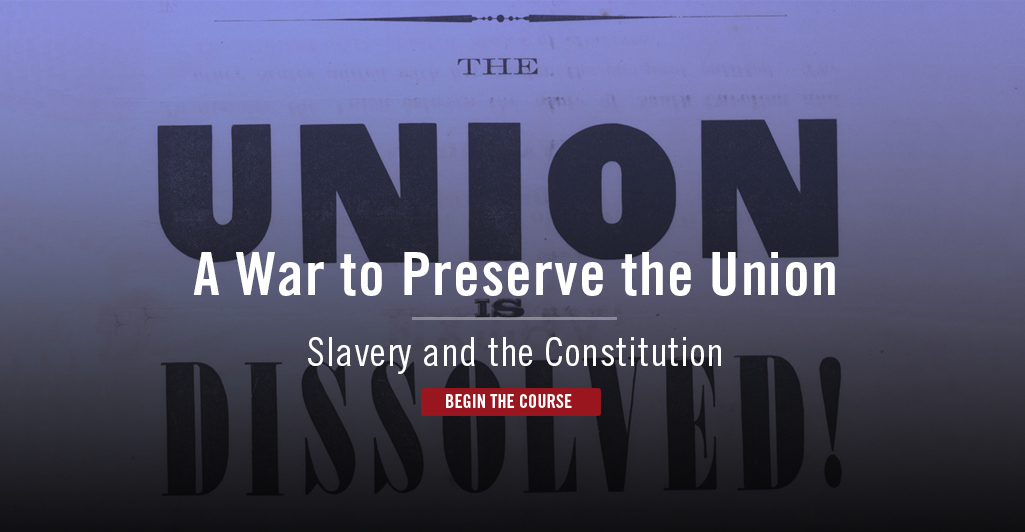 THE
UNION
A War to Preserve the Union
IS
Slavery and the Constitution
DISSOLVED!
BEGIN THE COURSE